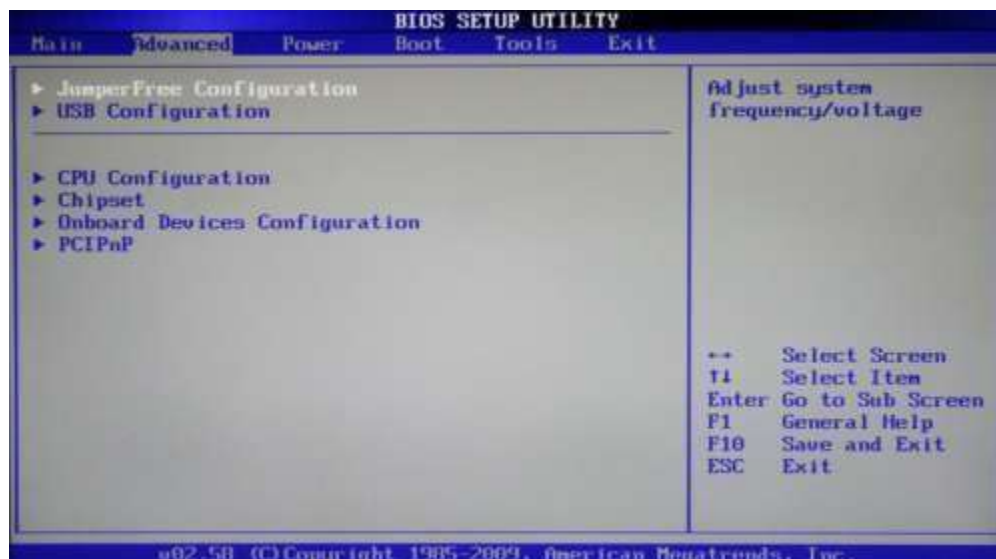 BIOS SETUP UTILITY
Main Advanced Power Boot Tools Exit
► JumperFree Configuration
► USB Configuration
► CPU Configuration
► Chipset
► Onboard Devices Configuration
► PCIPnP
Adjust system
frequency/voltage
←→ Select Screen
↑↓ Select Item
Enter Go to Sub Screen
F1 General Help
F10 Save and Exit
ESC Exit
v02.58 (C)Copyright 1985-2009, American Megatrends, Inc.